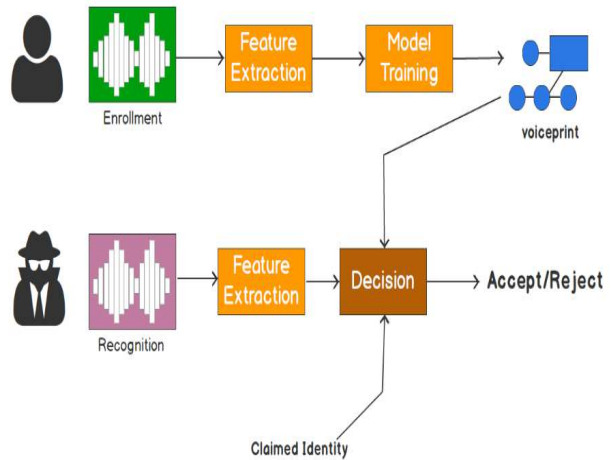 Feature
Extraction
Model
Training
Enrollment
voiceprint
Feature
Extraction
Decision
Accept/Reject
Recognition
Claimed Identity